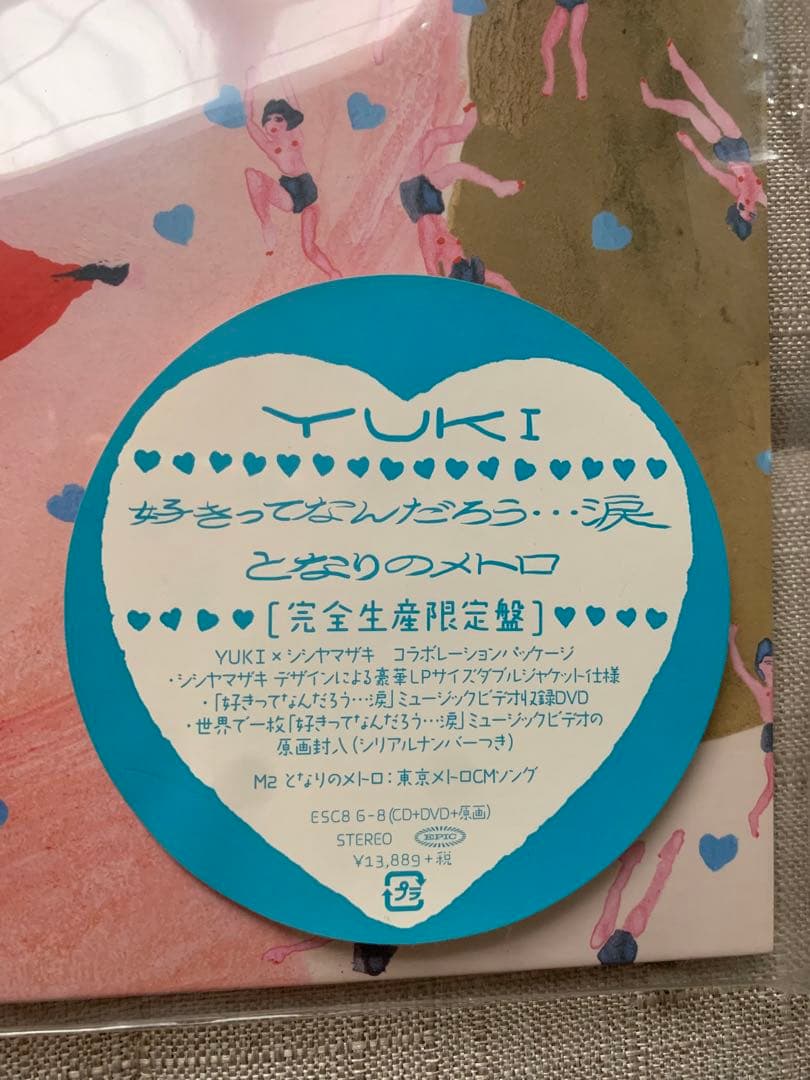 YUKI
好きってなんだろう…涙
となりのメトロ
[完全生産限定盤]
YUKI×シシヤマザキ コラボレーションパッケージ
・シシヤマザキ デザインによる豪華LPサイズダブルジャケット仕様
・「好きってなんだろう…涙」ミュージックビデオ収録DVD
・世界で一枚「好きってなんだろう…涙」ミュージックビデオの
原画封入(シリアルナンバーつき)
M2 となりのメトロ:東京メトロCMソング
ESC8 6-8(CD+DVD+原画)
STEREO EPIC
¥13,889+税
プラ